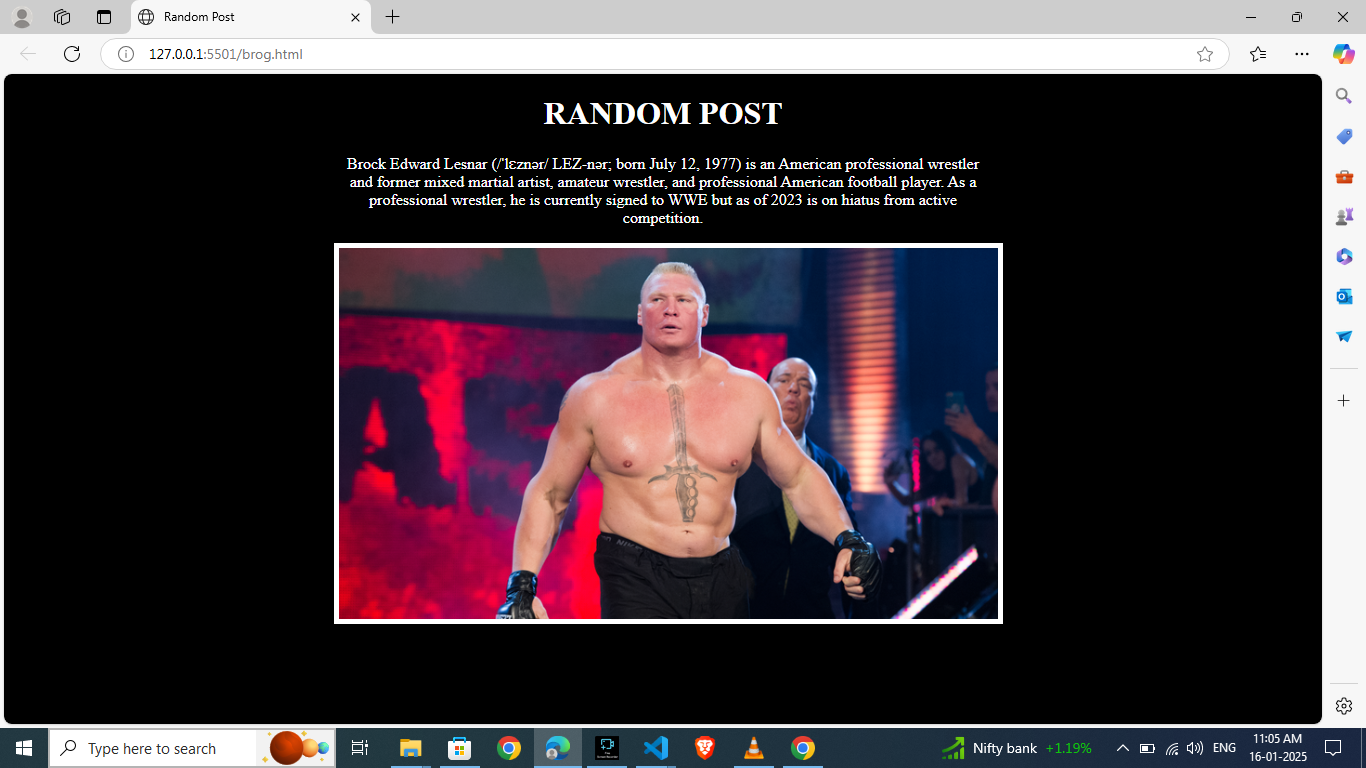 Random Post
127.0.0.1:5501/brog.html
RANDOM POST
Brock Edward Lesnar (/ˈlɛznər/ LEZ-nər; born July 12, 1977) is an American professional wrestler
and former mixed martial artist, amateur wrestler, and professional American football player. As a
professional wrestler, he is currently signed to WWE but as of 2023 is on hiatus from active
competition.
Type here to search
Nifty bank +1.19%
ENG
11:05 AM
16-01-2025